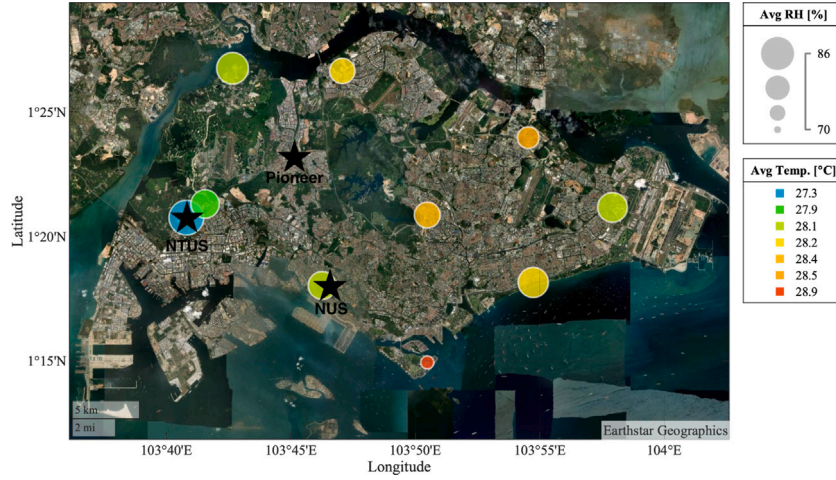 1°25'N
1°20'N
1°15'N
Latitude
Pioneer
NTUS
NUS
5 km
2 mi
Earthstar Geographics
103°40'E
103°45'E
103°50'E
103°55'E
104°E
Longitude
Avg RH [%]
86
70
Avg Temp. [°C]
27.3
27.9
28.1
28.2
28.4
28.5
28.9